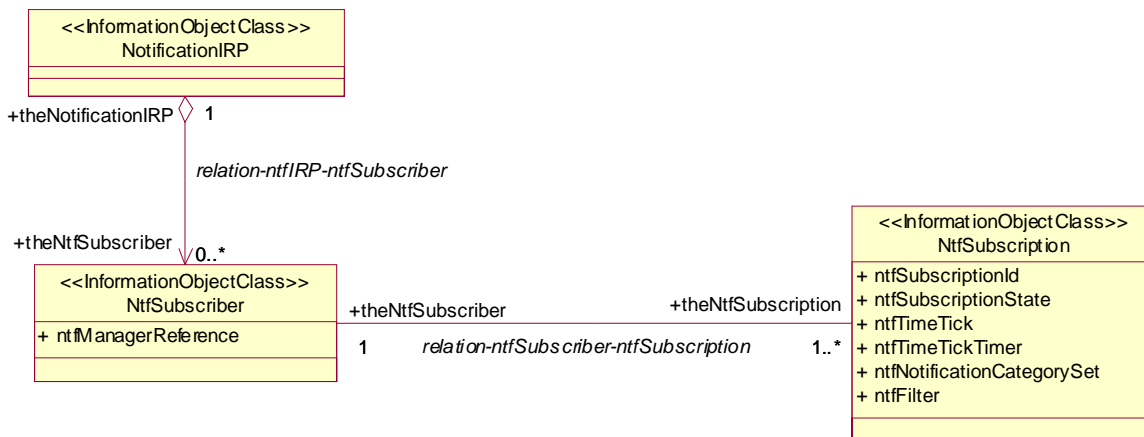 <<InformationObjectClass>>
NotificationIRP
+theNotificationIRP
1
relation-ntfIRP-ntfSubscriber
+theNtfSubscriber
0..*
<<InformationObjectClass>>
NtfSubscriber
+ ntfManagerReference
+theNtfSubscriber
1
relation-ntfSubscriber-ntfSubscription
+theNtfSubscription
1..*
<<InformationObjectClass>>
NtfSubscription
+ ntfSubscriptionId
+ ntfSubscriptionState
+ ntfTimeTick
+ ntfTimeTickTimer
+ ntfNotificationCategorySet
+ ntfFilter